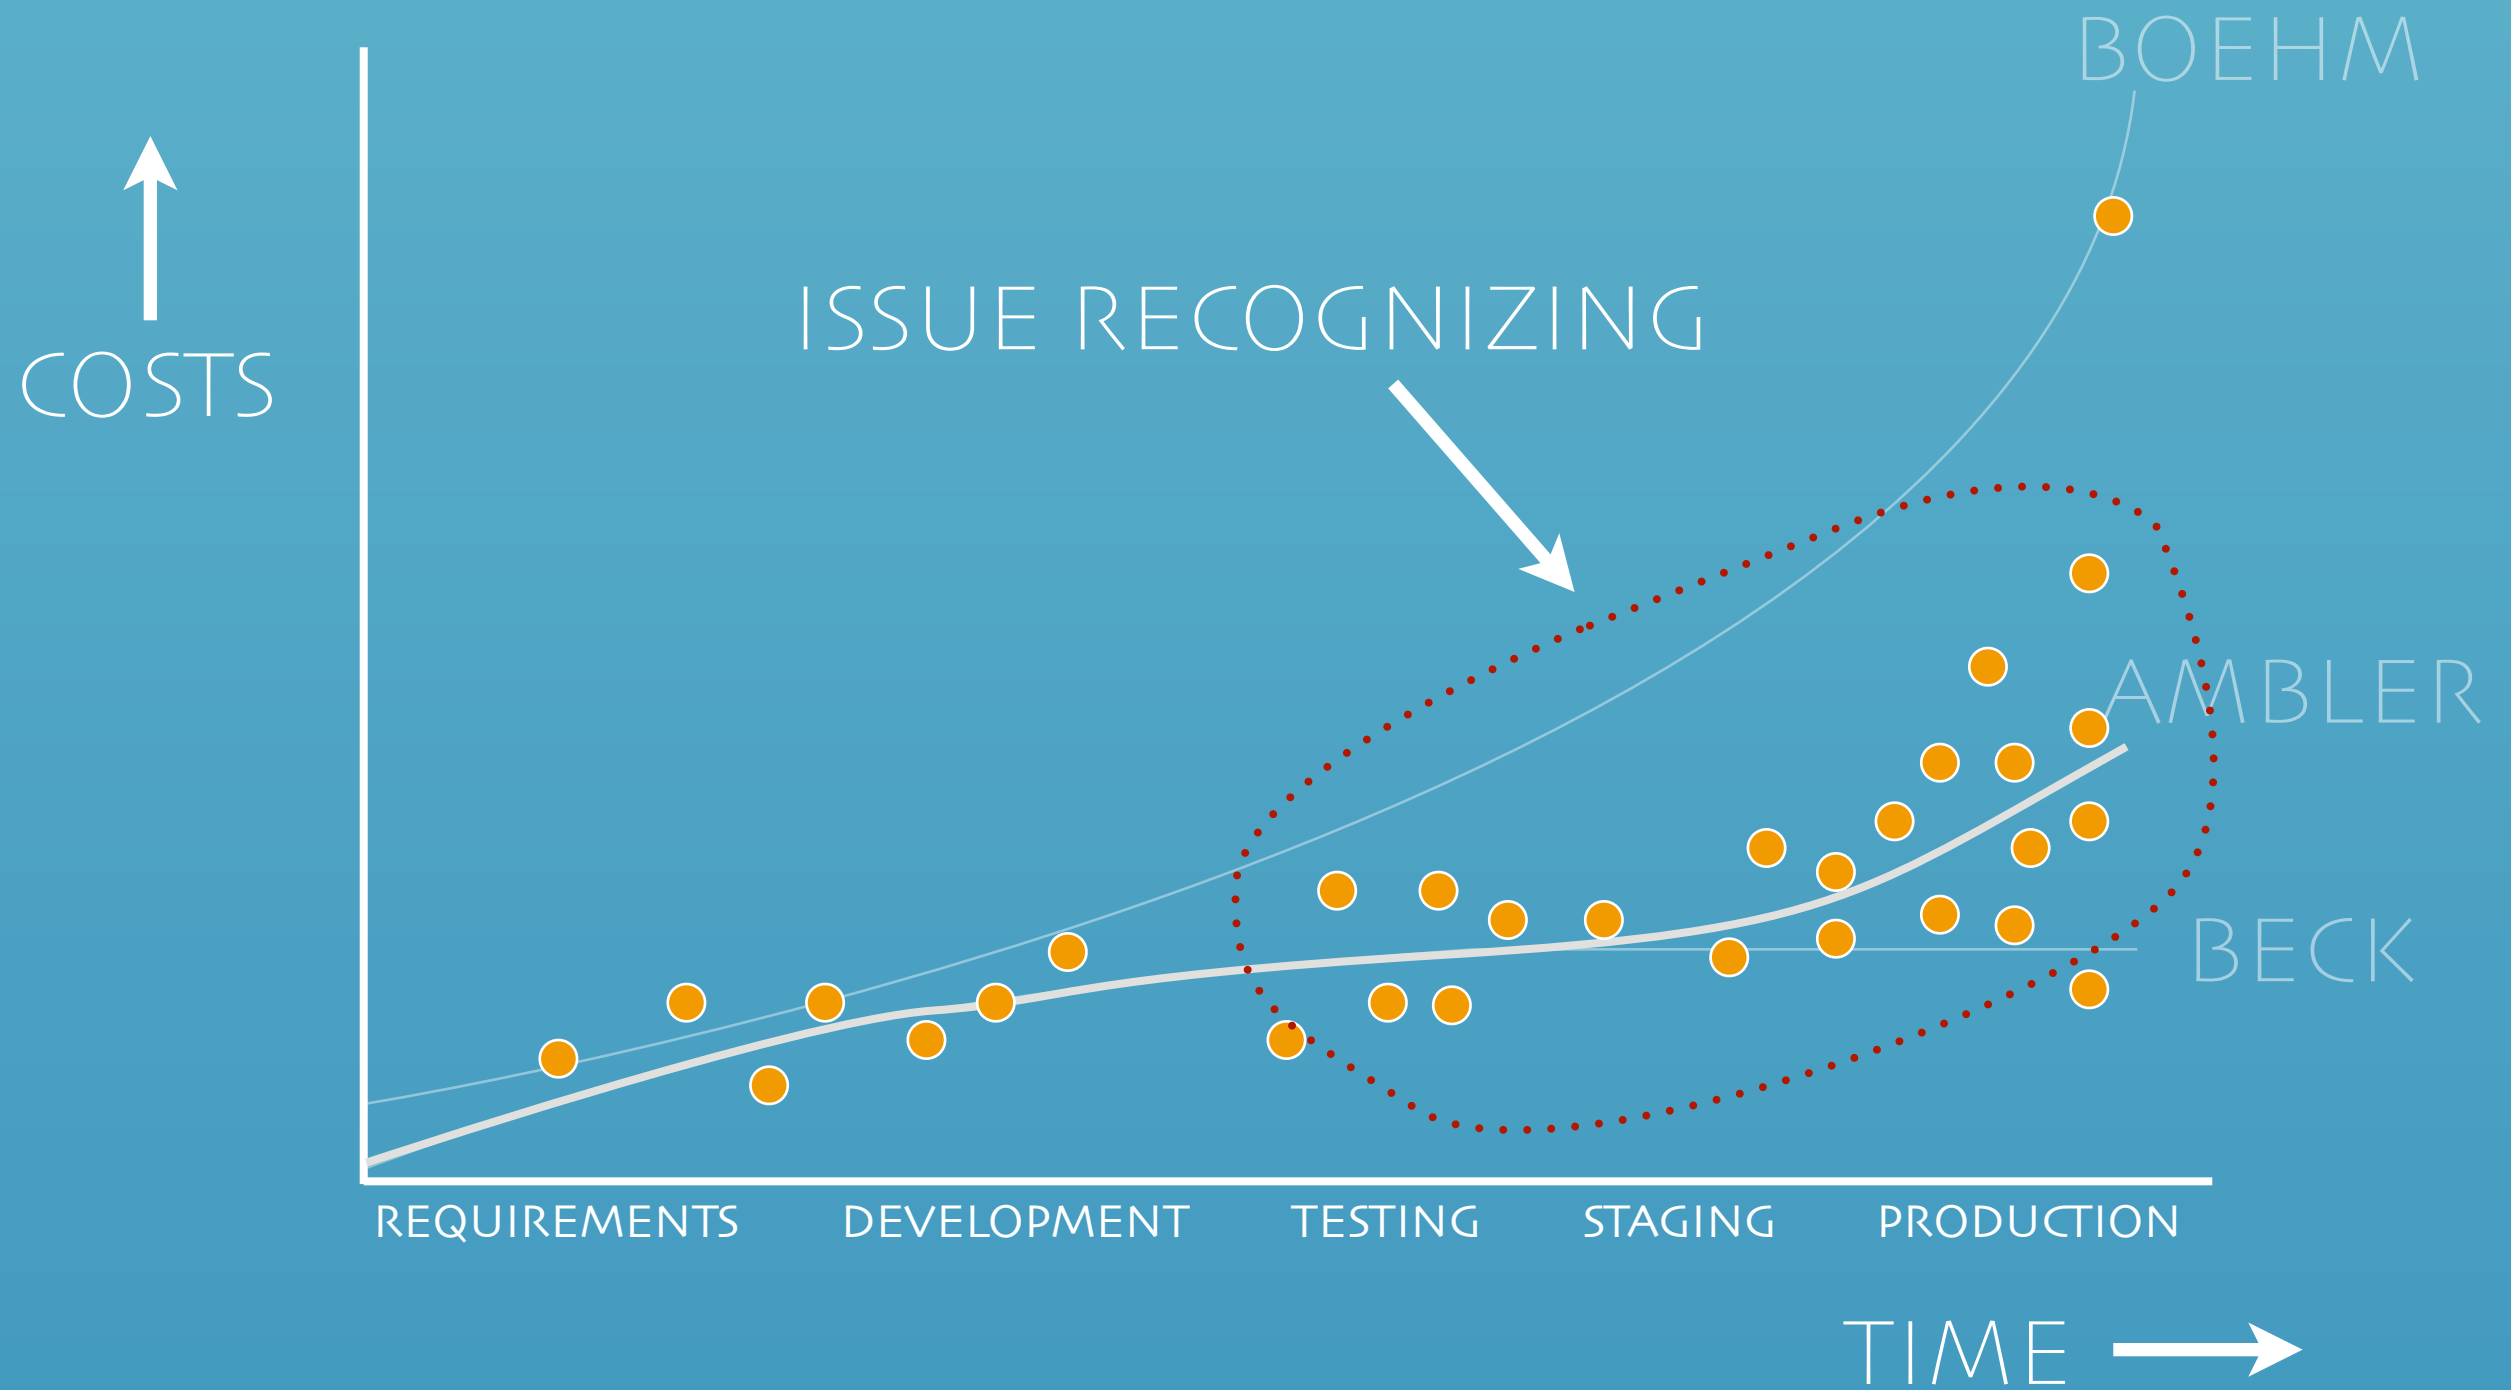 BOEHM
ISSUE RECOGNIZING
COSTS
AMBLER
BECK
REQUIREMENTS DEVELOPMENT TESTING STAGING PRODUCTION
TIME